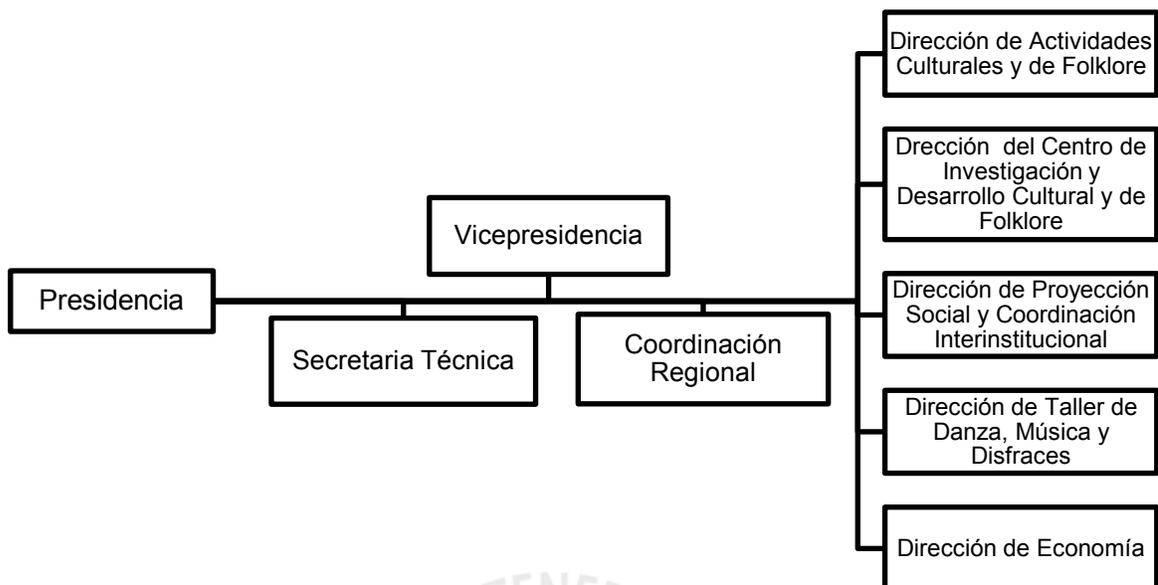 Presidencia
Vicepresidencia
Secretaria Técnica
Coordinación
Regional
Dirección de Actividades
Culturales y de Folklore
Drección del Centro de
Investigación y
Desarrollo Cultural y de
Folklore
Dirección de Proyección
Social y Coordinación
Interinstitucional
Dirección de Taller de
Danza, Música y
Disfraces
Dirección de Economía